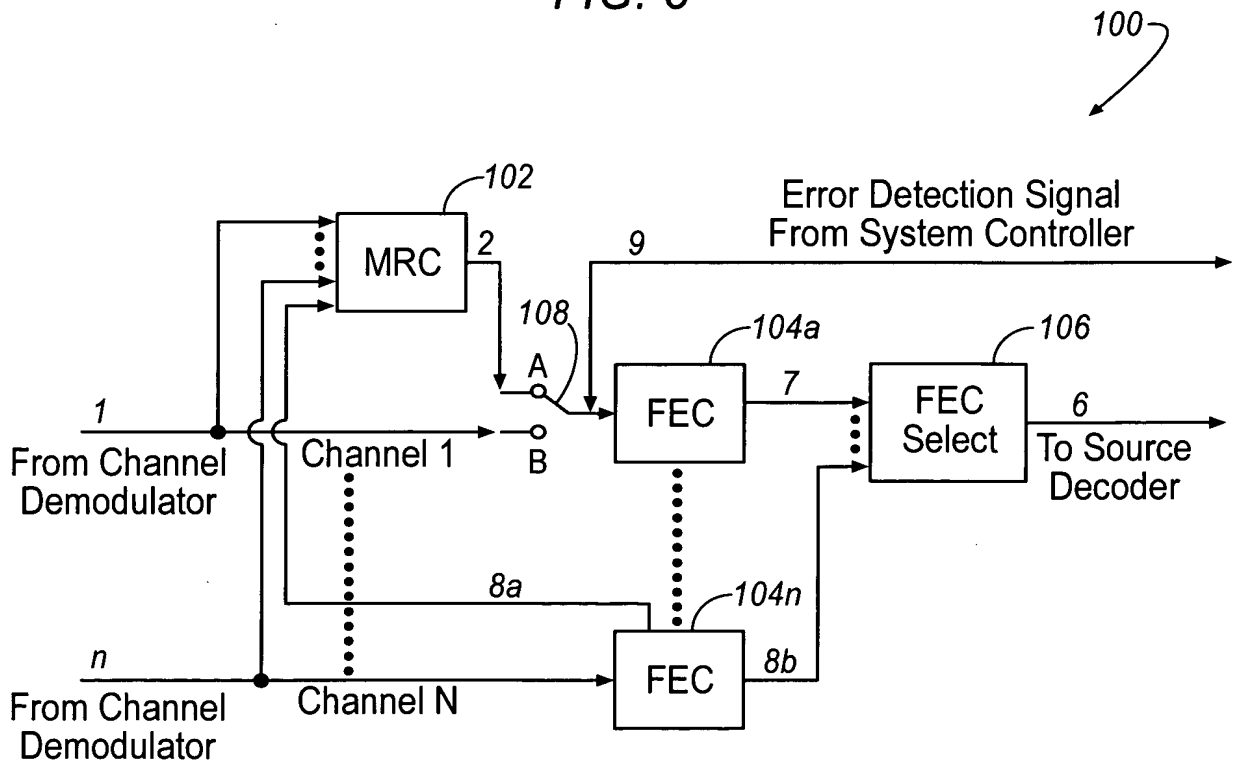 100
102
Error Detection Signal
From System Controller
MRC
2
9
108
104a
106
A
FEC
7
FEC
Select
6
1
B
From Channel
Demodulator
Channel 1
To Source
Decoder
8a
104n
n
FEC
8b
From Channel
Demodulator
Channel N